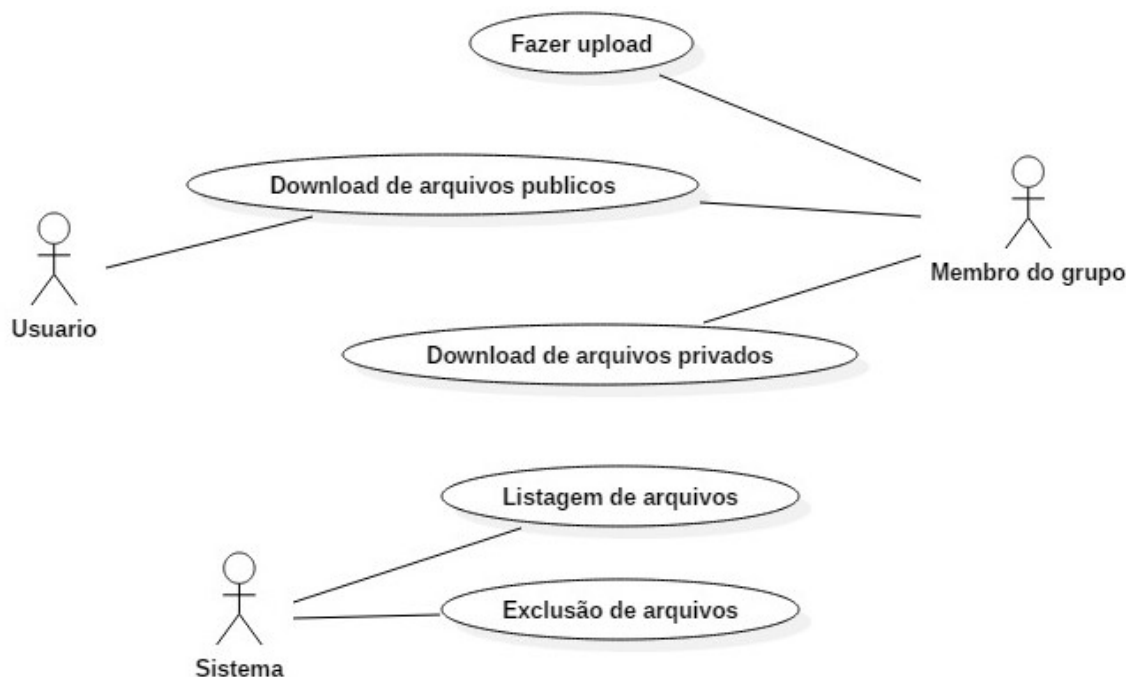 Fazer upload
Download de arquivos publicos
Usuario
Membro do grupo
Download de arquivos privados
Listagem de arquivos
Exclusão de arquivos
Sistema